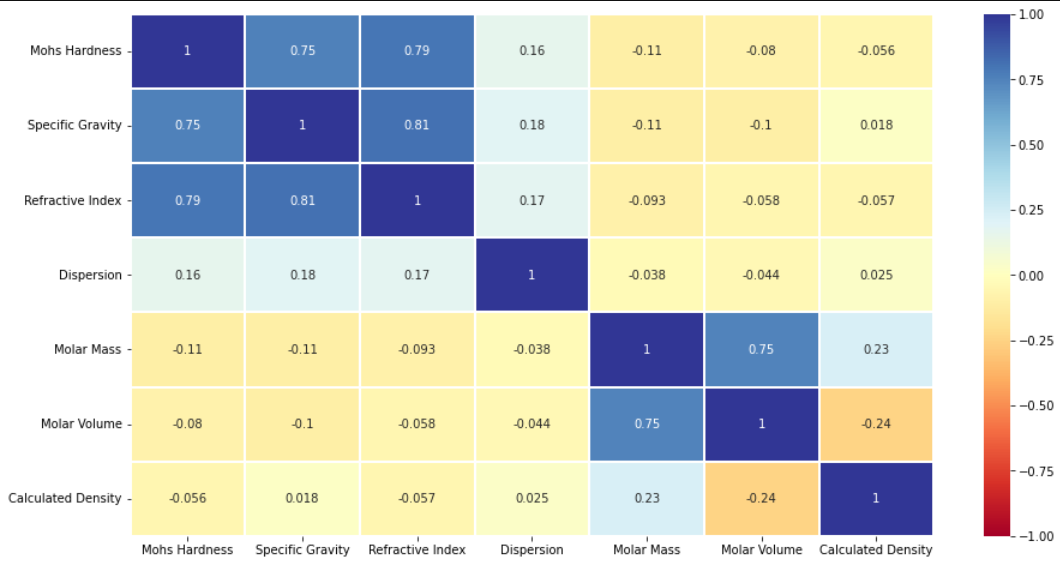 Mohs Hardness 1 0.75 0.79 0.16 -0.11 -0.08 -0.056
Specific Gravity 0.75 1 0.81 0.18 -0.11 -0.1 0.018
Refractive Index 0.79 0.81 1 0.17 -0.093 -0.058 -0.057
Dispersion 0.16 0.18 0.17 1 -0.038 -0.044 0.025
Molar Mass -0.11 -0.11 -0.093 -0.038 1 0.75 0.23
Molar Volume -0.08 -0.1 -0.058 -0.044 0.75 1 -0.24
Calculated Density -0.056 0.018 -0.057 0.025 0.23 -0.24 1
Mohs Hardness Specific Gravity Refractive Index Dispersion Molar Mass Molar Volume Calculated Density
1.00
0.75
0.50
0.25
0.00
−0.25
−0.50
−0.75
−1.00